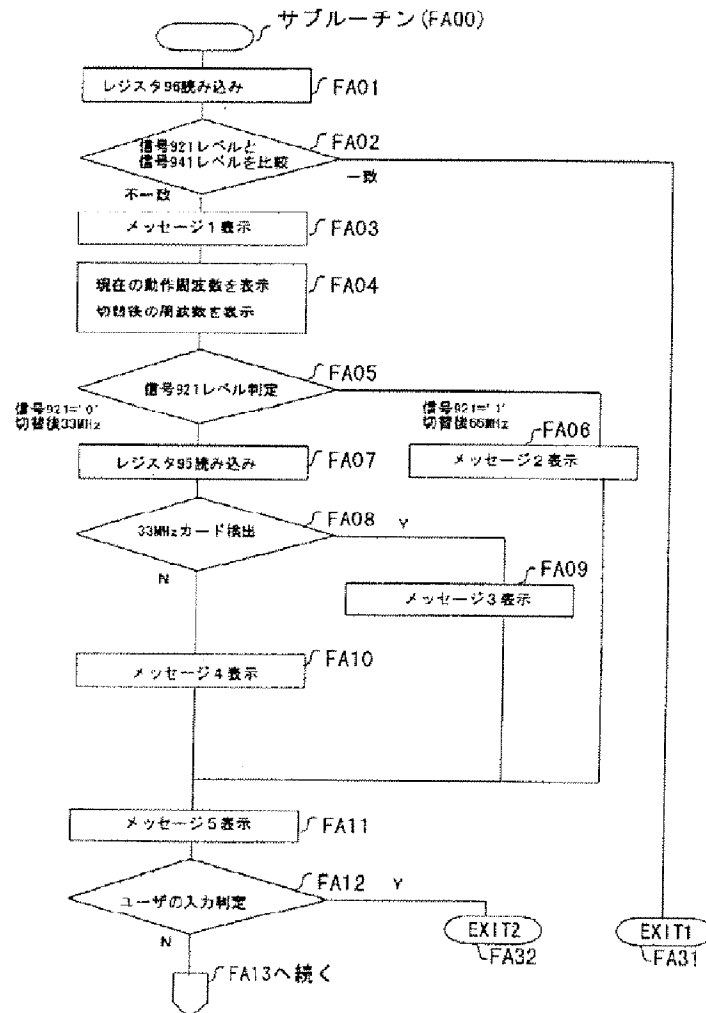 サブルーチン(FA00)
レジスタ96読み込み
FA01
信号921レベルと
信号941レベルを比較
FA02
一致
不一致
メッセージ1表示
FA03
現在の動作周波数を表示
切替後の周波数を表示
FA04
信号921レベル判定
FA05
信号921='0'
切替後33MHz
信号921='1'
切替後66MHz
FA06
メッセージ2表示
レジスタ95読み込み
FA07
33MHzカード検出
FA08
Y
N
FA09
メッセージ3表示
メッセージ4表示
FA10
メッセージ5表示
FA11
ユーザの入力判定
FA12
Y
N
EXIT2
FA32
EXIT1
FA31
FA13へ続く